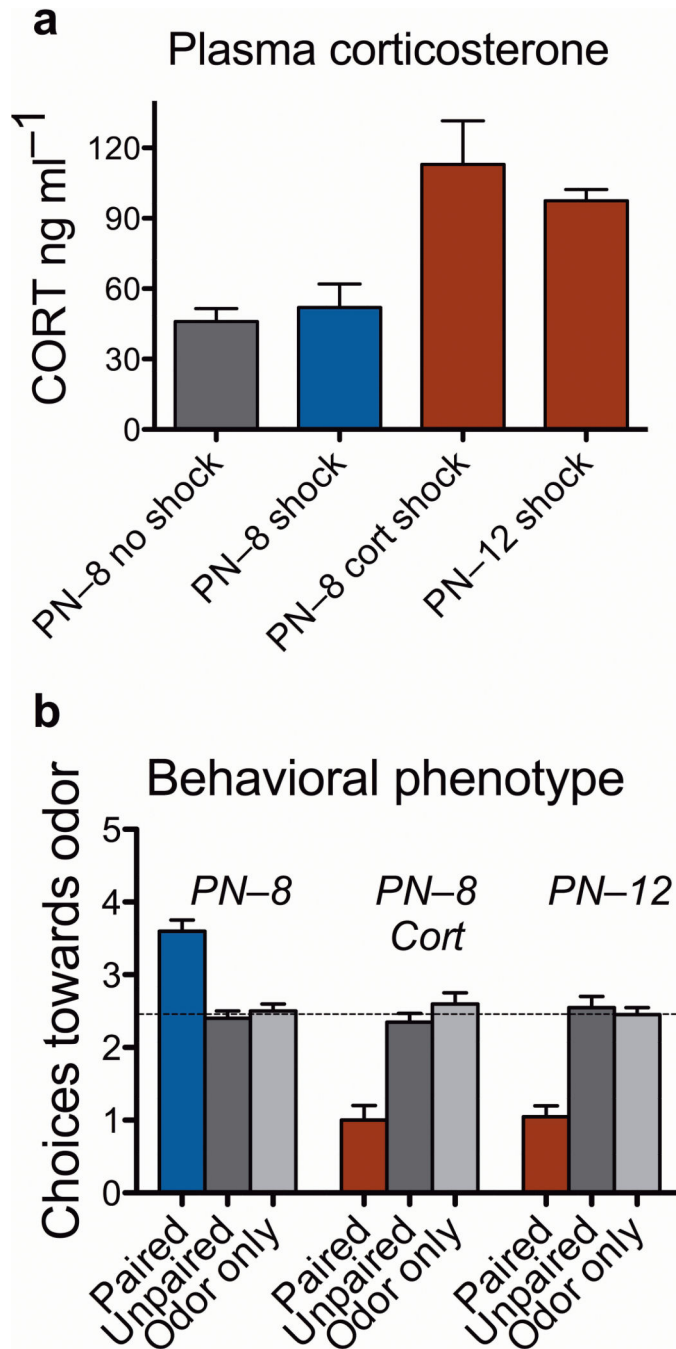 a
Plasma corticosterone
CORT ng ml–1
120
90
60
30
0
PN–8 no shock
PN–8 shock
PN–8 cort shock
PN–12 shock
b
Behavioral phenotype
Choices towards odor
5
4
3
2
1
0
PN–8
PN–8
Cort
PN–12
Paired
Unpaired
Odor only
Paired
Unpaired
Odor only
Paired
Unpaired
Odor only